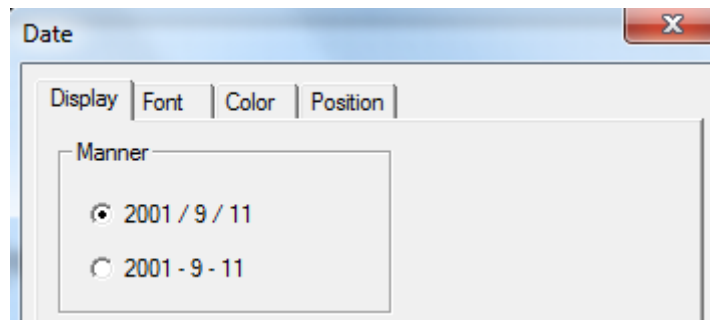 Date
Display Font Color Position
Manner
2001 / 9 / 11
2001 - 9 - 11